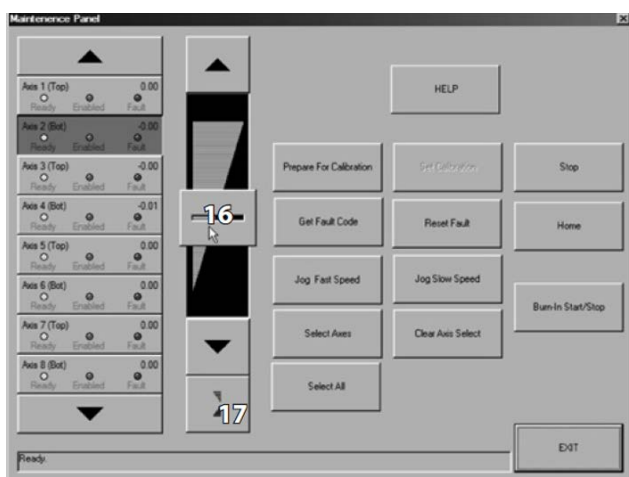 Maintenence Panel
HELP
Axis 1 (Top) 0.00
Ready Enabled Fault
Axis 2 (Bot) -0.00
Ready Enabled Fault
Axis 3 (Top) -0.00
Ready Enabled Fault
Axis 4 (Bot) -0.01
Ready Enabled Fault
Axis 5 (Top) 0.00
Ready Enabled Fault
Axis 6 (Bot) 0.00
Ready Enabled Fault
Axis 7 (Top) 0.00
Ready Enabled Fault
Axis 8 (Bot) 0.00
Ready Enabled Fault
16
17
Prepare For Calibration
Set Calibration
Stop
Get Fault Code
Reset Fault
Home
Jog Fast Speed
Jog Slow Speed
Burn-In Start/Stop
Select Axes
Clear Axis Select
Select All
EXIT
Ready.